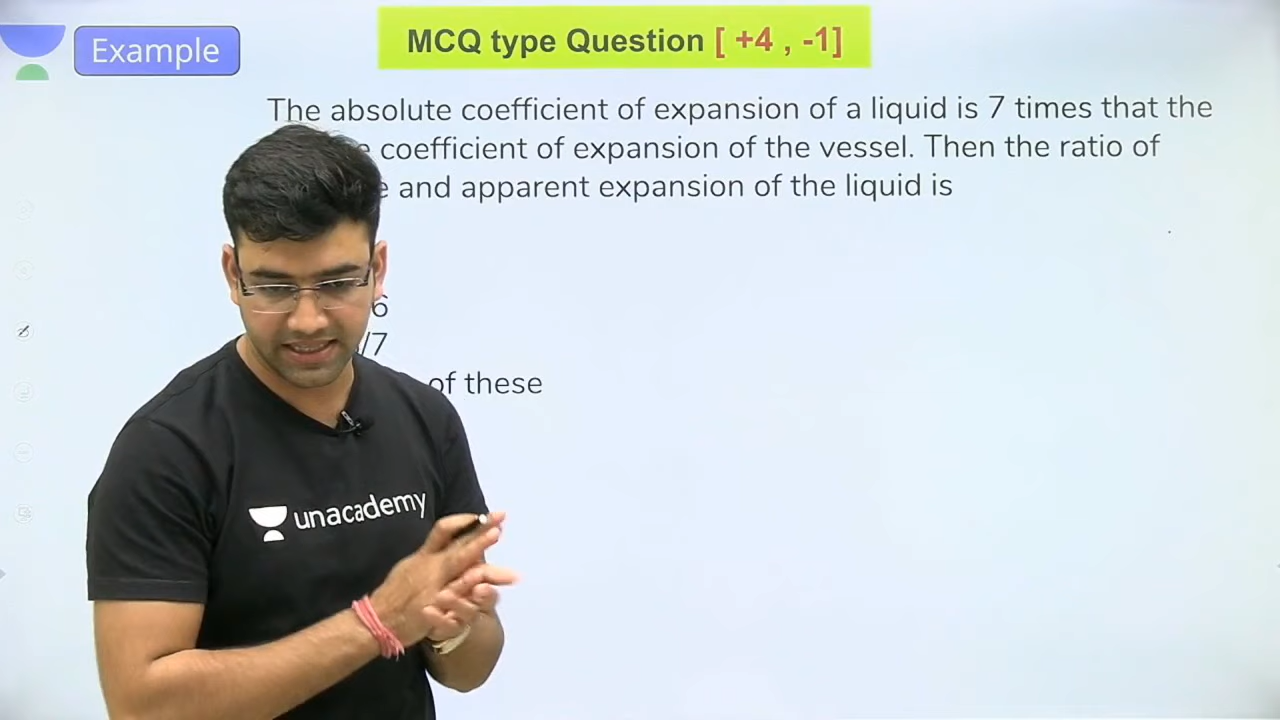 Example
MCQ type Question [ +4 , -1]
The absolute coefficient of expansion of a liquid is 7 times that the
coefficient of expansion of the vessel. Then the ratio of
and apparent expansion of the liquid is
6
/7
of these
unacademy